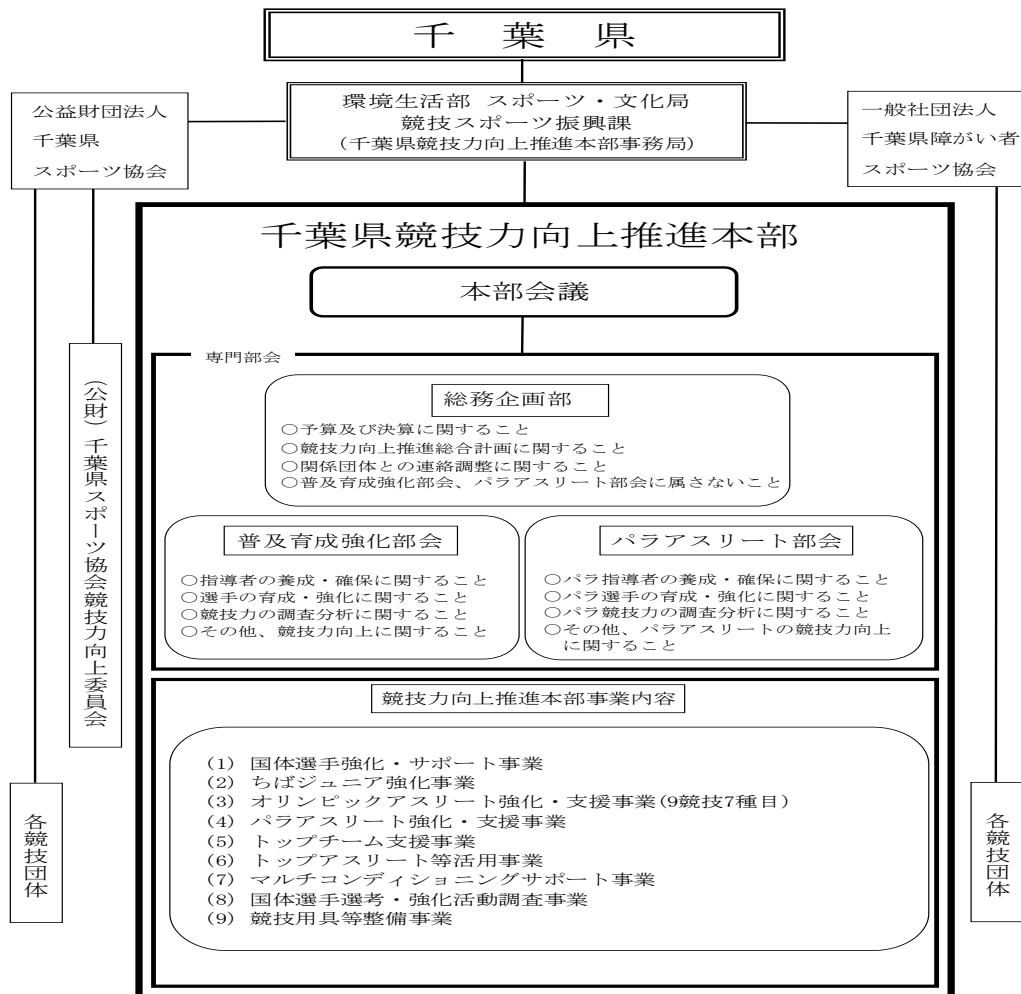 千 葉 県
公益財団法人
千葉県
スポーツ協会
環境生活部 スポーツ・文化局
競技スポーツ振興課
(千葉県競技力向上推進本部事務局)
一般社団法人
千葉県障がい者
スポーツ協会
千葉県競技力向上推進本部
本部会議
専門部会
総務企画部
○予算及び決算に関すること
○競技力向上推進総合計画に関すること
○関係団体との連絡調整に関すること
○普及育成強化部会、パラアスリート部会に属さないこと
普及育成強化部会
○指導者の養成・確保に関すること
○選手の育成・強化に関すること
○競技力の調査分析に関すること
○その他、競技力向上に関すること
パラアスリート部会
○パラ指導者の養成・確保に関すること
○パラ選手の育成・強化に関すること
○パラ競技力の調査分析に関すること
○その他、パラアスリートの競技力向上
に関すること
(公財)千葉県スポーツ協会競技力向上委員会
競技力向上推進本部事業内容
(1) 国体選手強化・サポート事業
(2) ちばジュニア強化事業
(3) オリンピックアスリート強化・支援事業(9競技7種目)
(4) パラアスリート強化・支援事業
(5) トップチーム支援事業
(6) トップアスリート等活用事業
(7) マルチコンディショニングサポート事業
(8) 国体選手選考・強化活動調査事業
(9) 競技用具等整備事業
各競技団体
各競技団体